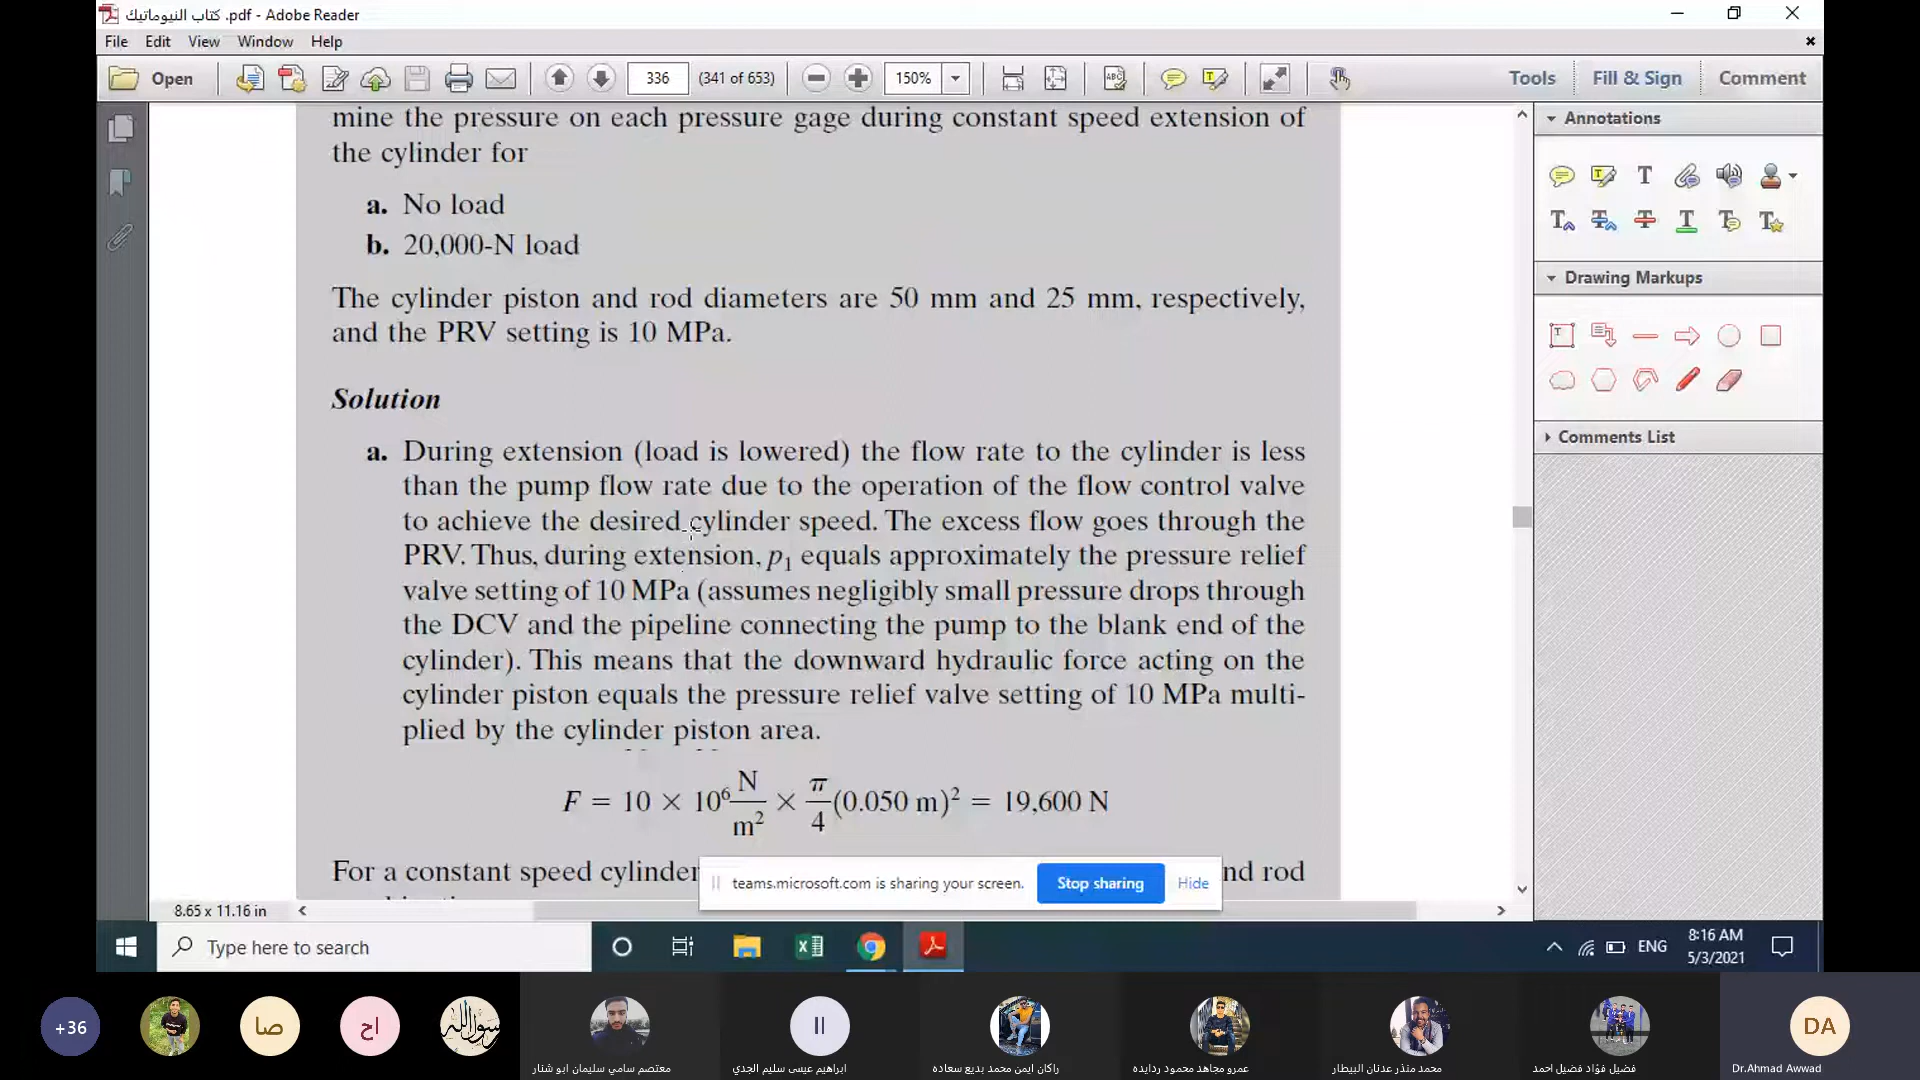 كتاب النيوماتيك .pdf - Adobe Reader
File Edit View Window Help
Open 336 (341 of 653) 150% Tools Fill & Sign Comment
mine the pressure on each pressure gage during constant speed extension of
the cylinder for
a. No load
b. 20,000-N load
The cylinder piston and rod diameters are 50 mm and 25 mm, respectively,
and the PRV setting is 10 MPa.
Solution
a. During extension (load is lowered) the flow rate to the cylinder is less
than the pump flow rate due to the operation of the flow control valve
to achieve the desired cylinder speed. The excess flow goes through the
PRV. Thus, during extension, p₁ equals approximately the pressure relief
valve setting of 10 MPa (assumes negligibly small pressure drops through
the DCV and the pipeline connecting the pump to the blank end of the
cylinder). This means that the downward hydraulic force acting on the
cylinder piston equals the pressure relief valve setting of 10 MPa multi-
plied by the cylinder piston area.
F = 10 × 10⁶ N/m² × π/4 (0.050 m)² = 19,600 N
For a constant speed cylinder
nd rod
Annotations
Drawing Markups
Comments List
teams.microsoft.com is sharing your screen. Stop sharing Hide
8.65 x 11.16 in
Type here to search
ENG
8:16 AM
5/3/2021
+36
صا
اح
معتصم سامي سليمان ابو شنار
ابراهيم عيسى سليم الجدي
راكان ايمن محمد بديع سعاده
عمرو مجاهد محمود ردايده
محمد منذر عدنان البيطار
فضيل فؤاد فضيل احمد
DA
Dr.Ahmad Awwad